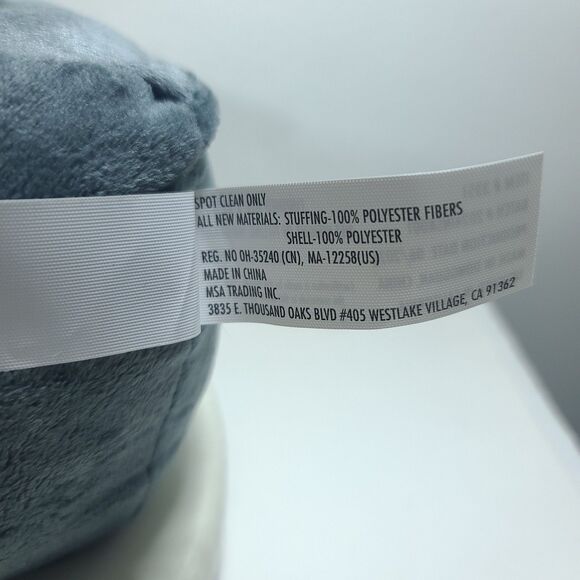 SPOT CLEAN ONLY
ALL NEW MATERIALS: STUFFING-100% POLYESTER FIBERS
SHELL-100% POLYESTER
REG. NO OH-35240 (CN), MA-12258(US)
MADE IN CHINA
MSA TRADING INC.
3835 E. THOUSAND OAKS BLVD #405 WESTLAKE VILLAGE, CA 91362